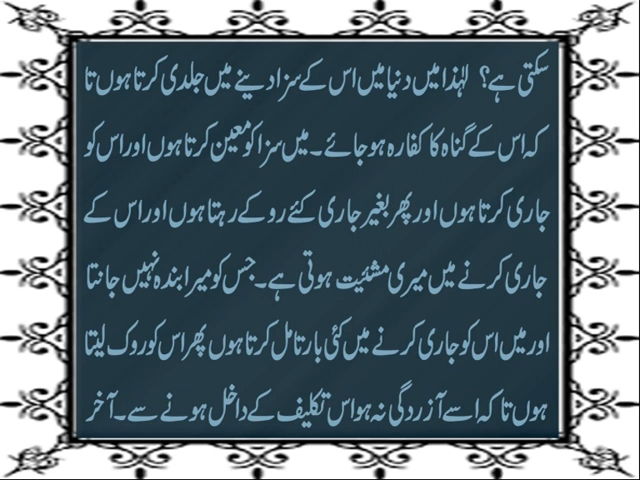 سکتی ہے؟ لہٰذا میں دنیا میں اس کے سزا دینے میں جلدی کرتا ہوں تا
کہ اس کے گناہ کا کفارہ ہو جائے۔ میں سزا کو معین کرتا ہوں اور اس کو
جاری کرتا ہوں اور پھر بغیر جاری کئے روکے رہتا ہوں اور اس کے
جاری کرنے میں میری مشئیت ہوتی ہے۔ جس کو میرا بندہ نہیں جانتا
اور میں اس کو جاری کرنے میں کئی بار تامل کرتا ہوں پھر اس کو روک لیتا
ہوں تا کہ اسے آزردگی نہ ہو اس تکلیف کے داخل ہونے سے۔ آخر